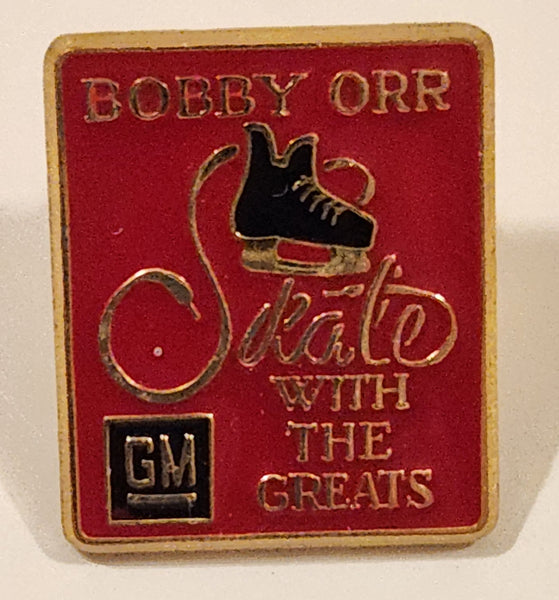 BOBBY ORR
Skate
WITH
THE
GREATS
GM